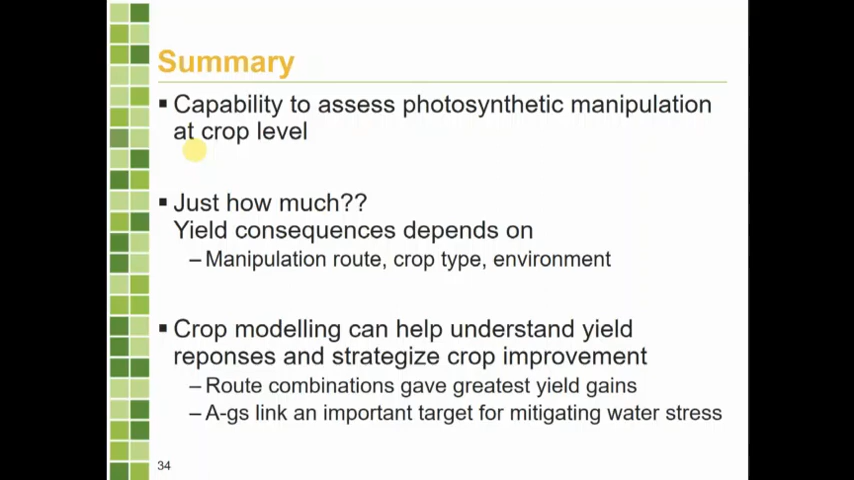 Summary
▪ Capability to assess photosynthetic manipulation
at crop level
▪ Just how much??
Yield consequences depends on
– Manipulation route, crop type, environment
▪ Crop modelling can help understand yield
reponses and strategize crop improvement
– Route combinations gave greatest yield gains
– A-gs link an important target for mitigating water stress
34